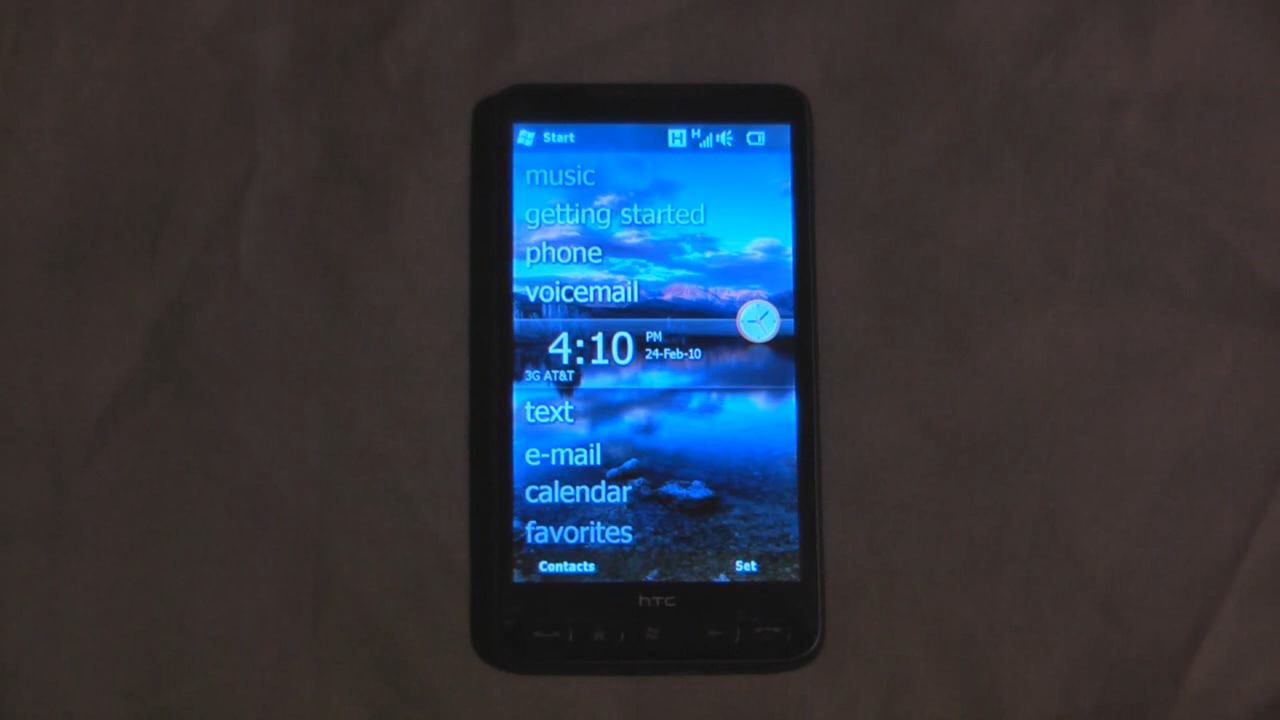 Start
H
H
music
getting started
phone
voicemail
4:10 PM
24-Feb-10
3G AT&T
text
e-mail
calendar
favorites
Contacts Set
hTC